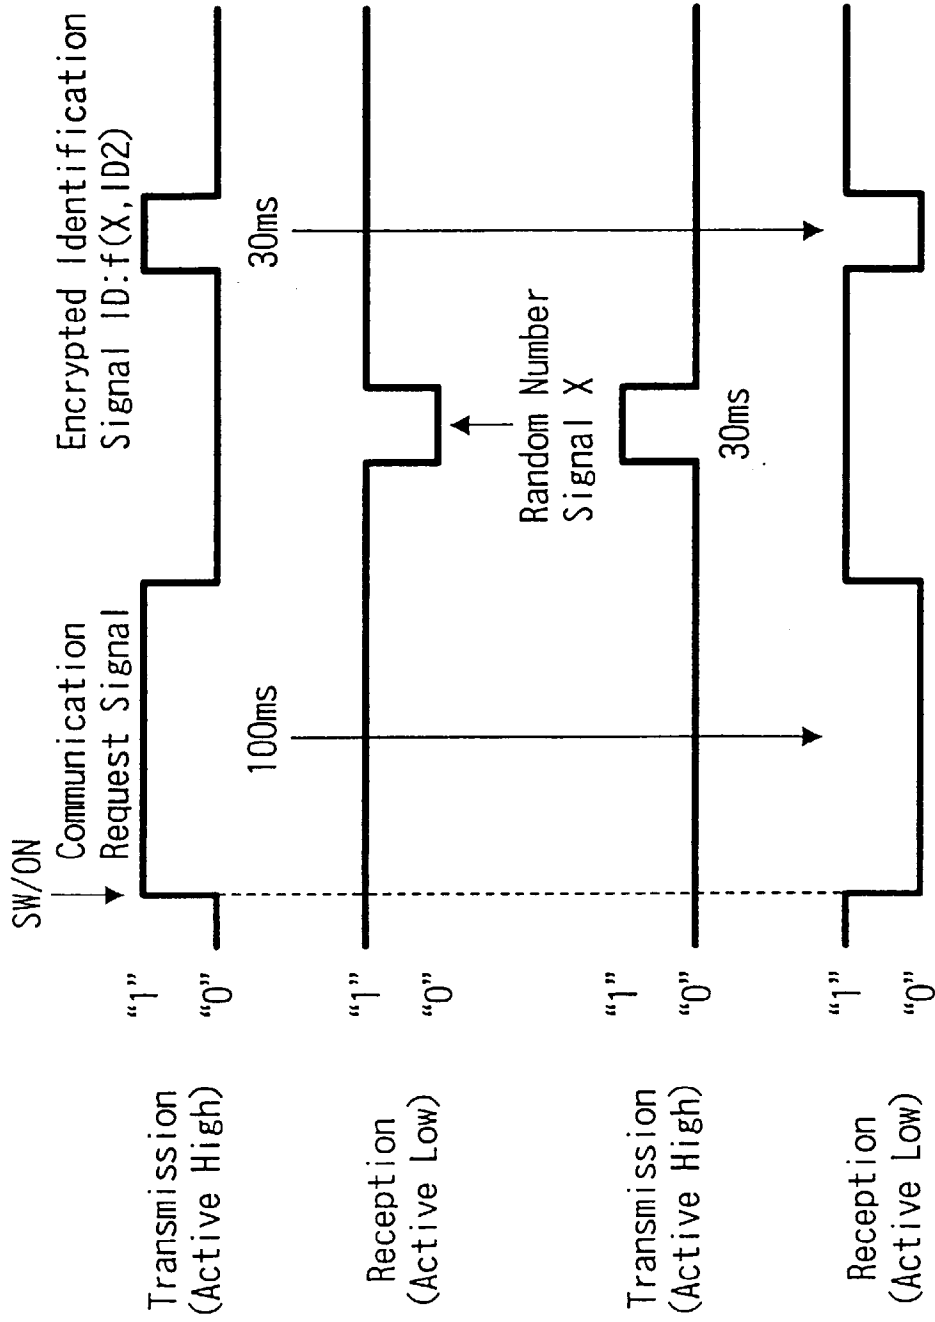 SW/ON
Communication
Request Signal
Encrypted Identification
Signal ID:f(X,ID2)
Transmission
(Active High)
“1”
“0”
100ms
30ms
Reception
(Active Low)
“1”
“0”
Random Number
Signal X
Transmission
(Active High)
“1”
“0”
30ms
Reception
(Active Low)
“1”
“0”